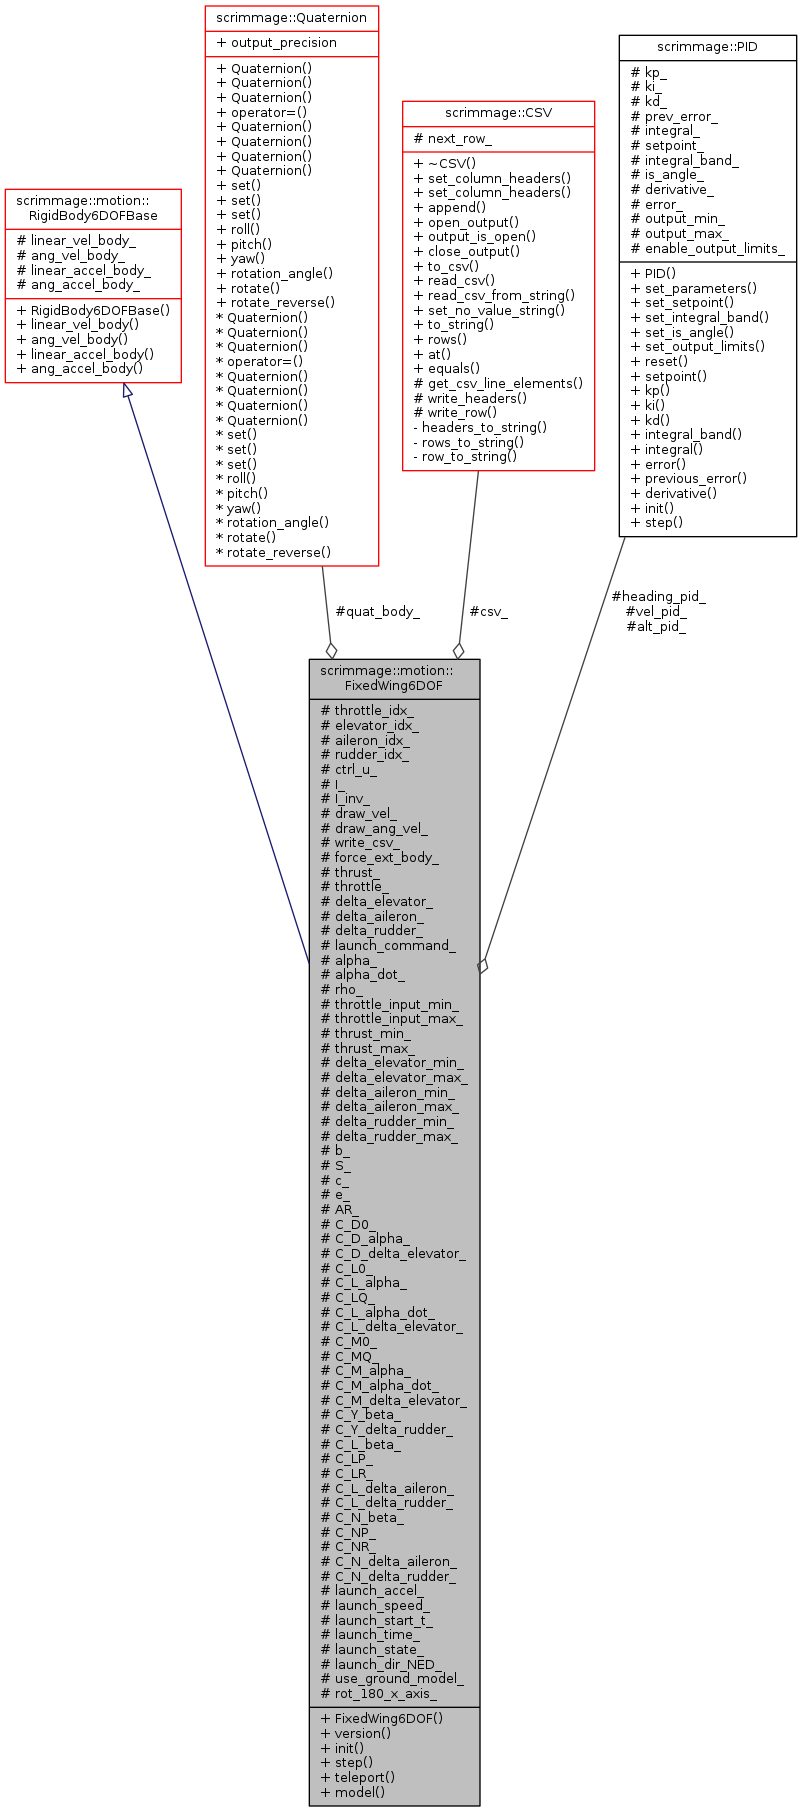 scrimmage::Quaternion
+ output_precision
+ Quaternion()
+ Quaternion()
+ Quaternion()
+ operator=()
+ Quaternion()
+ Quaternion()
+ Quaternion()
+ Quaternion()
+ set()
+ set()
+ set()
+ roll()
+ pitch()
+ yaw()
+ rotation_angle()
+ rotate()
+ rotate_reverse()
* Quaternion()
* Quaternion()
* Quaternion()
* operator=()
* Quaternion()
* Quaternion()
* Quaternion()
* Quaternion()
* set()
* set()
* set()
* roll()
* pitch()
* yaw()
* rotation_angle()
* rotate()
* rotate_reverse()
scrimmage::PID
# kp_
# ki_
# kd_
# prev_error_
# integral_
# setpoint_
# integral_band_
# is_angle_
# derivative_
# error_
# output_min_
# output_max_
# enable_output_limits_
+ PID()
+ set_parameters()
+ set_setpoint()
+ set_integral_band()
+ set_is_angle()
+ set_output_limits()
+ reset()
+ setpoint()
+ kp()
+ ki()
+ kd()
+ integral_band()
+ integral()
+ error()
+ previous_error()
+ derivative()
+ init()
+ step()
scrimmage::CSV
# next_row_
+ ~CSV()
+ set_column_headers()
+ set_column_headers()
+ append()
+ open_output()
+ output_is_open()
+ close_output()
+ to_csv()
+ read_csv()
+ read_csv_from_string()
+ set_no_value_string()
+ to_string()
+ rows()
+ at()
+ equals()
# get_csv_line_elements()
# write_headers()
# write_row()
- headers_to_string()
- rows_to_string()
- row_to_string()
scrimmage::motion::
RigidBody6DOFBase
# linear_vel_body_
# ang_vel_body_
# linear_accel_body_
# ang_accel_body_
+ RigidBody6DOFBase()
+ linear_vel_body()
+ ang_vel_body()
+ linear_accel_body()
+ ang_accel_body()
#quat_body_
#csv_
#heading_pid_
#vel_pid_
#alt_pid_
scrimmage::motion::
FixedWing6DOF
# throttle_idx_
# elevator_idx_
# aileron_idx_
# rudder_idx_
# ctrl_u_
# I_
# I_inv_
# draw_vel_
# draw_ang_vel_
# write_csv_
# force_ext_body_
# thrust_
# throttle_
# delta_elevator_
# delta_aileron_
# delta_rudder_
# launch_command_
# alpha_
# alpha_dot_
# rho_
# throttle_input_min_
# throttle_input_max_
# thrust_min_
# thrust_max_
# delta_elevator_min_
# delta_elevator_max_
# delta_aileron_min_
# delta_aileron_max_
# delta_rudder_min_
# delta_rudder_max_
# b_
# S_
# c_
# e_
# AR_
# C_D0_
# C_D_alpha_
# C_D_delta_elevator_
# C_L0_
# C_L_alpha_
# C_LQ_
# C_L_alpha_dot_
# C_L_delta_elevator_
# C_M0_
# C_MQ_
# C_M_alpha_
# C_M_alpha_dot_
# C_M_delta_elevator_
# C_Y_beta_
# C_Y_delta_rudder_
# C_L_beta_
# C_LP_
# C_LR_
# C_L_delta_aileron_
# C_L_delta_rudder_
# C_N_beta_
# C_NP_
# C_NR_
# C_N_delta_aileron_
# C_N_delta_rudder_
# launch_accel_
# launch_speed_
# launch_start_t_
# launch_time_
# launch_state_
# launch_dir_NED_
# use_ground_model_
# rot_180_x_axis_
+ FixedWing6DOF()
+ version()
+ init()
+ step()
+ teleport()
+ model()